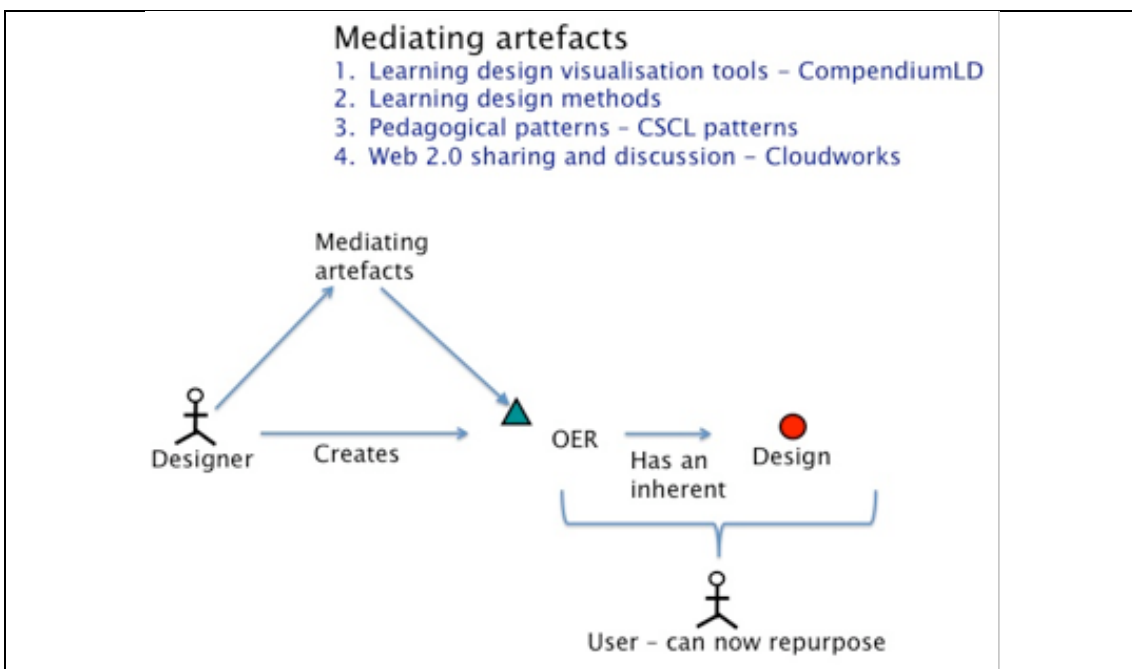 Mediating artefacts
1. Learning design visualisation tools – CompendiumLD
2. Learning design methods
3. Pedagogical patterns – CSCL patterns
4. Web 2.0 sharing and discussion – Cloudworks
Mediating
artefacts
Designer
Creates
OER
Has an
inherent
Design
User – can now repurpose